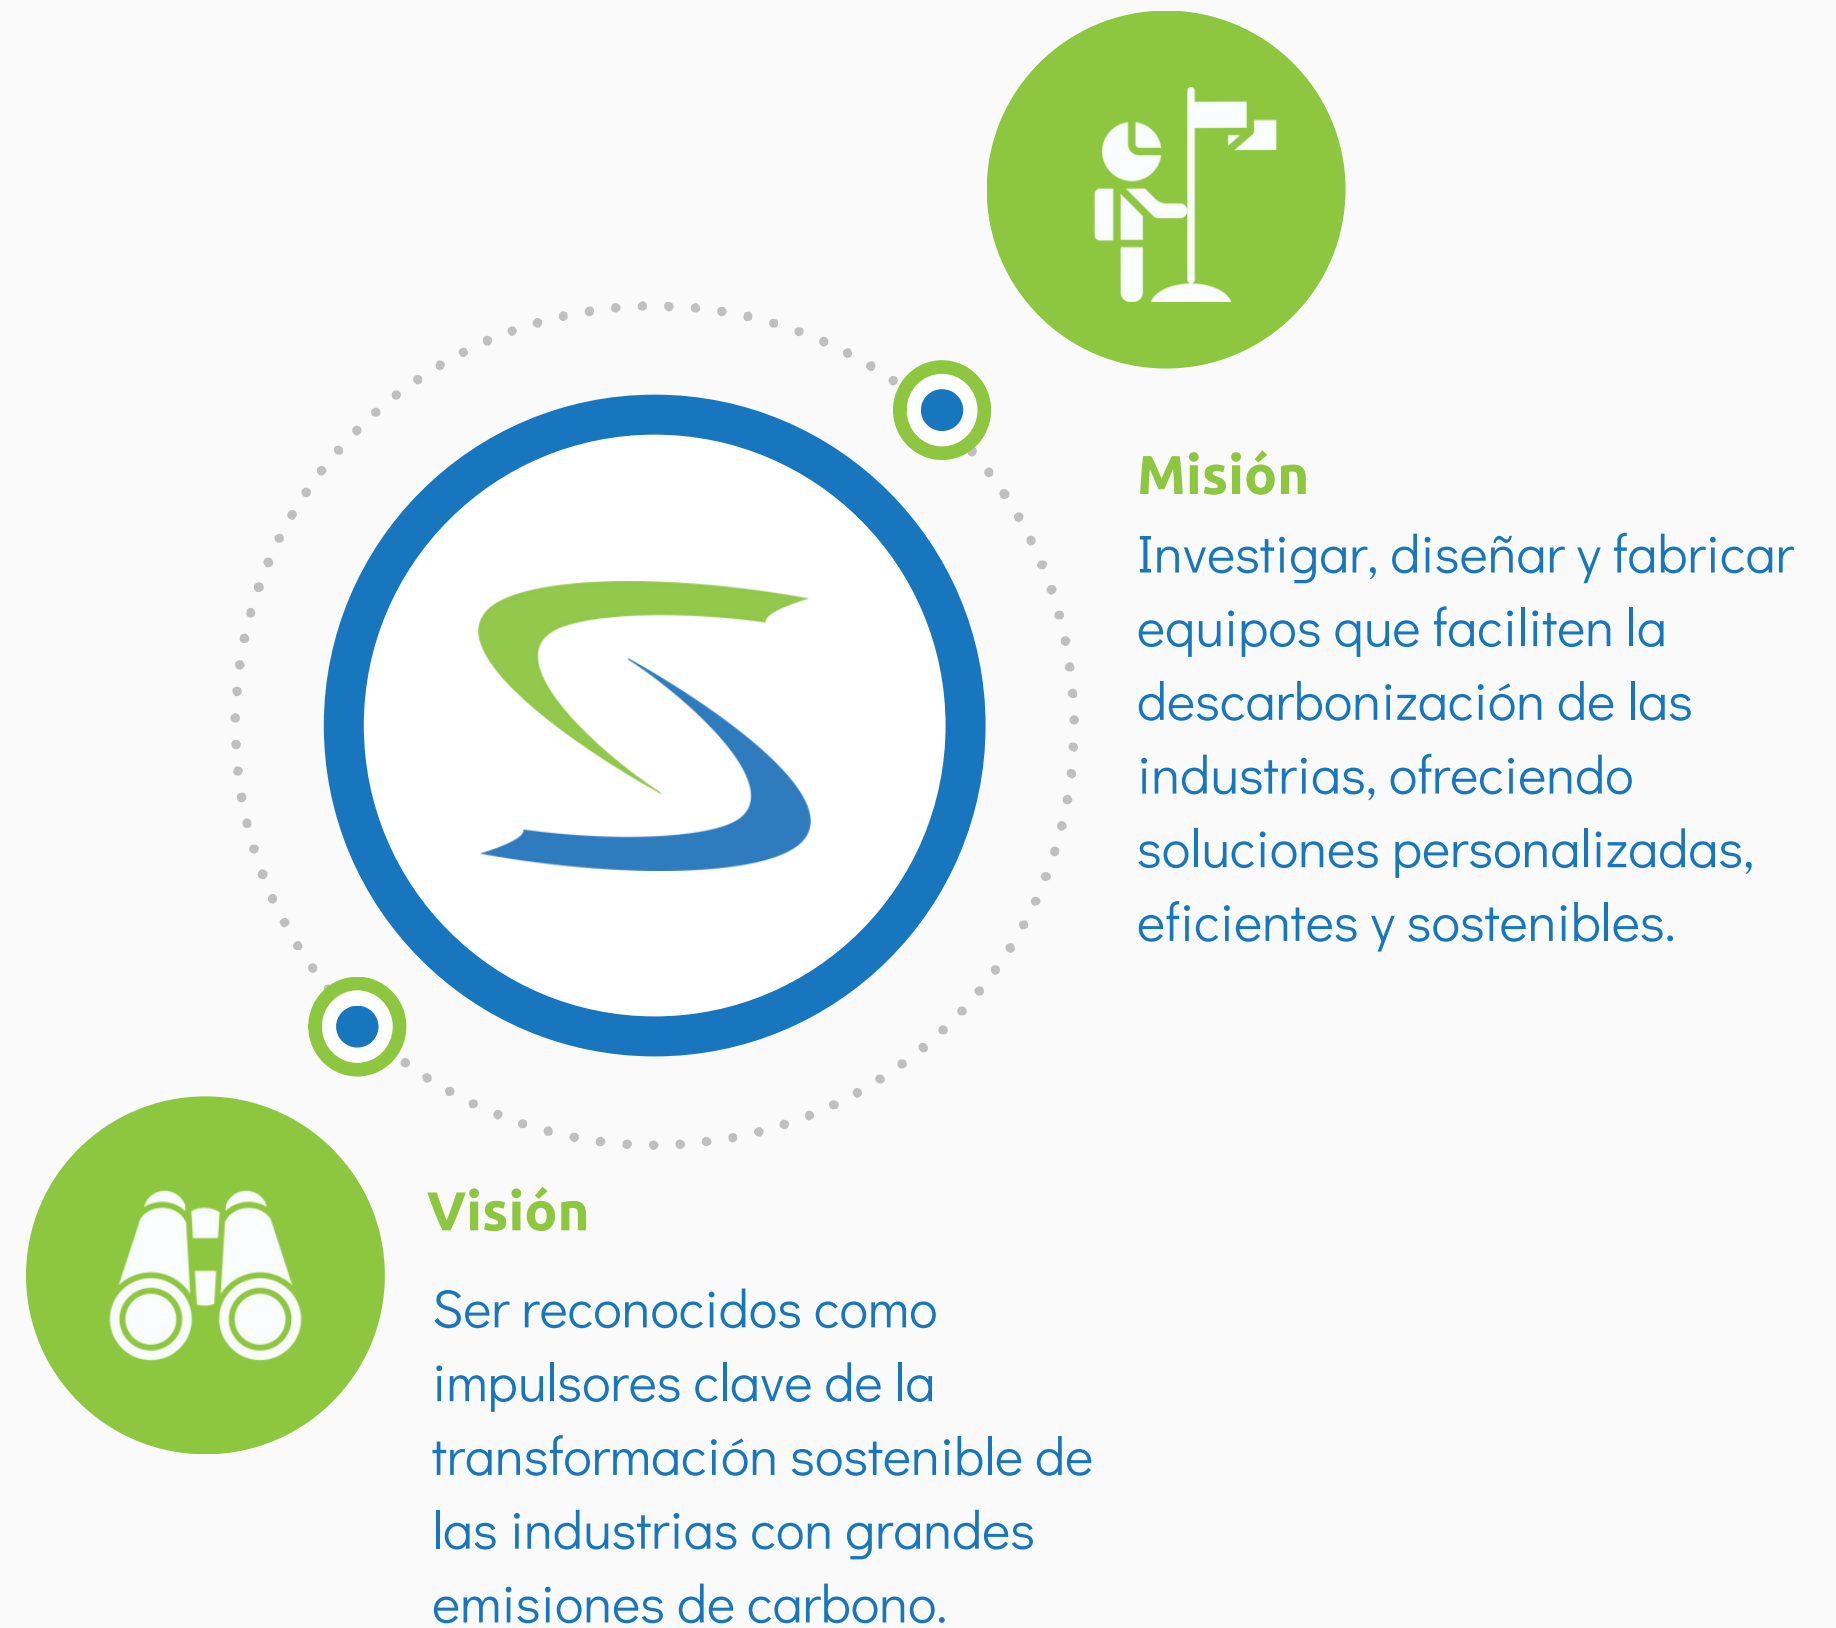 Misión
Investigar, diseñar y fabricar
equipos que faciliten la
descarbonización de las
industrias, ofreciendo
soluciones personalizadas,
eficientes y sostenibles.
Visión
Ser reconocidos como
impulsores clave de la
transformación sostenible de
las industrias con grandes
emisiones de carbono.